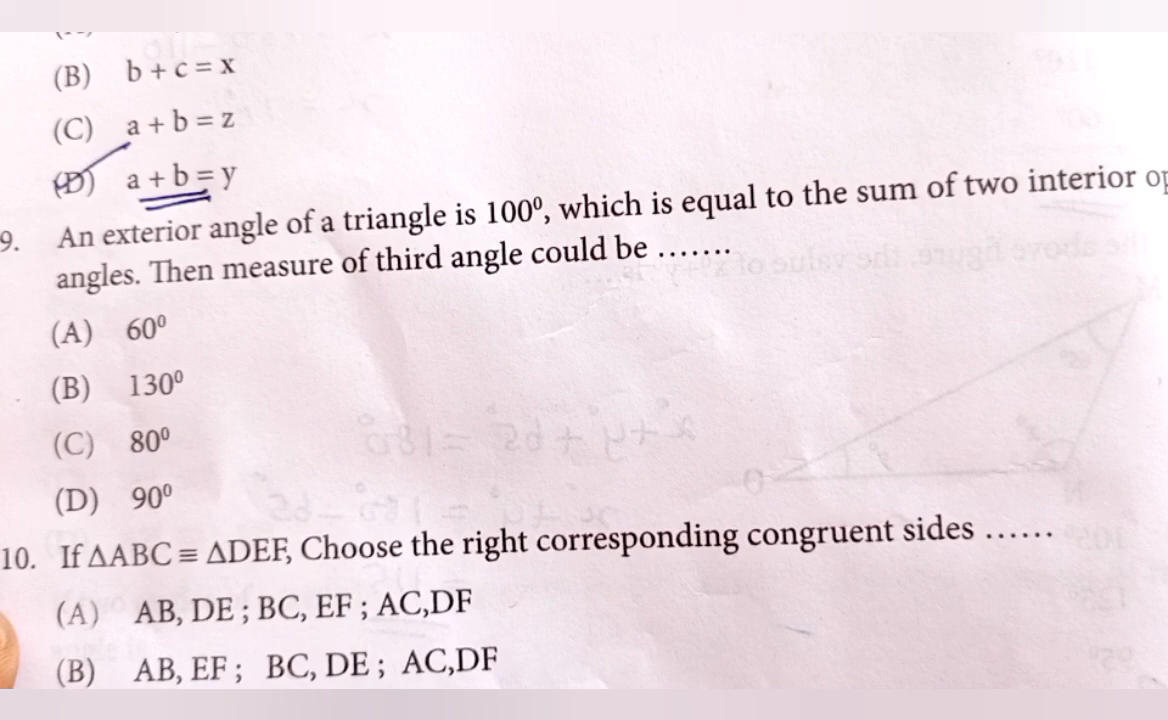 (B) b + c = x
(C) a + b = z
(D) a + b = y
9. An exterior angle of a triangle is 100⁰, which is equal to the sum of two interior
angles. Then measure of third angle could be .......
(A) 60⁰
(B) 130⁰
(C) 80⁰
(D) 90⁰
10. If ΔABC ≡ ΔDEF, Choose the right corresponding congruent sides ......
(A) AB, DE ; BC, EF ; AC,DF
(B) AB, EF ; BC, DE ; AC,DF